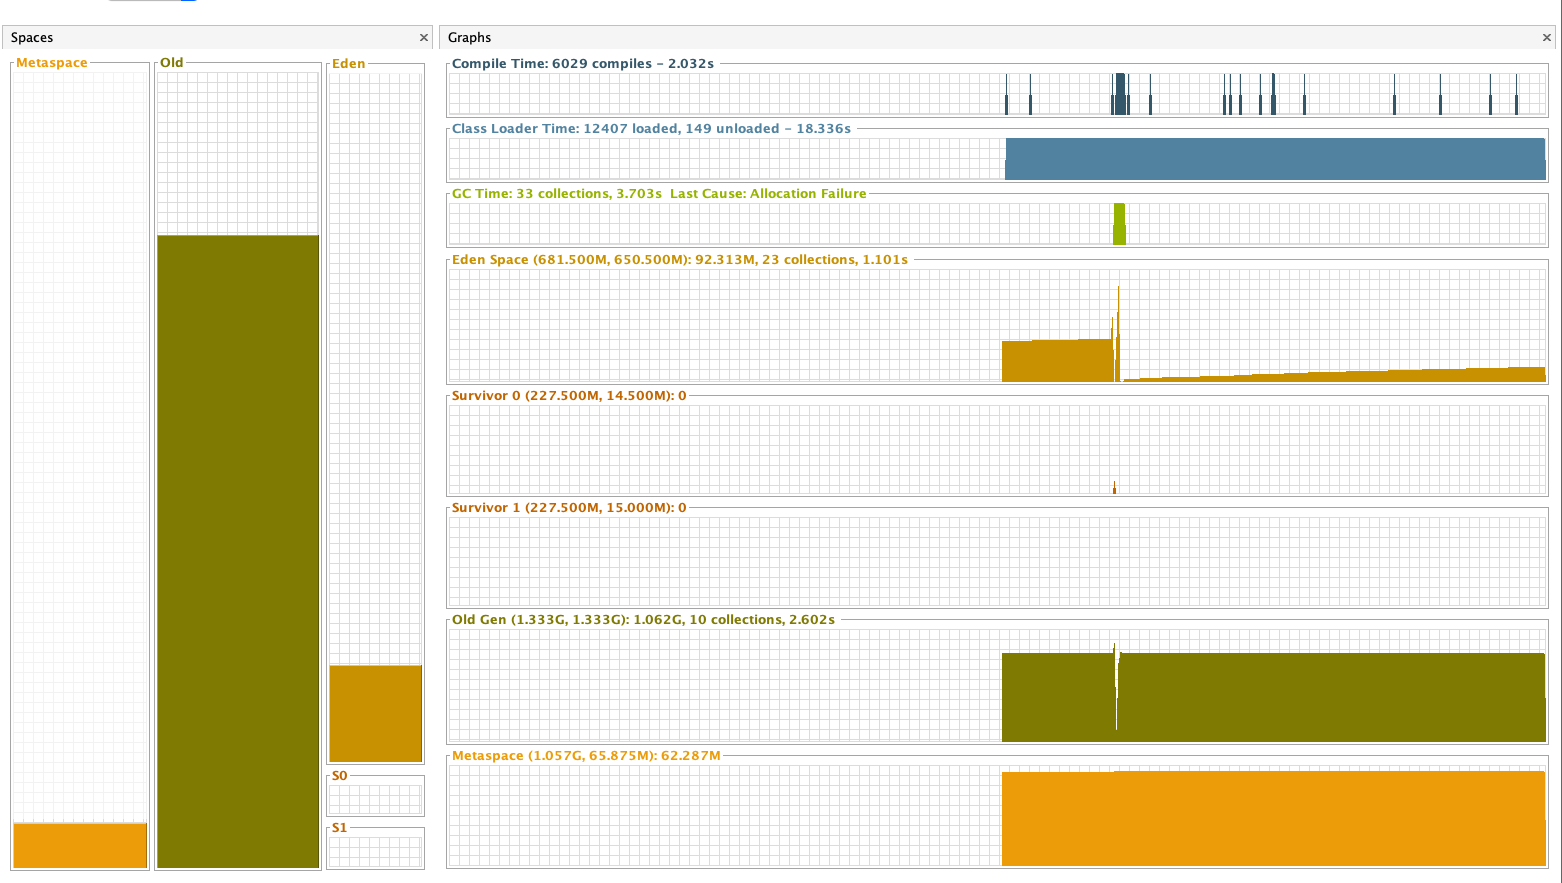 Spaces
Graphs
Metaspace
Old
Eden
S0
S1
Compile Time: 6029 compiles - 2.032s
Class Loader Time: 12407 loaded, 149 unloaded - 18.336s
GC Time: 33 collections, 3.703s Last Cause: Allocation Failure
Eden Space (681.500M, 650.500M): 92.313M, 23 collections, 1.101s
Survivor 0 (227.500M, 14.500M): 0
Survivor 1 (227.500M, 15.000M): 0
Old Gen (1.333G, 1.333G): 1.062G, 10 collections, 2.602s
Metaspace (1.057G, 65.875M): 62.287M